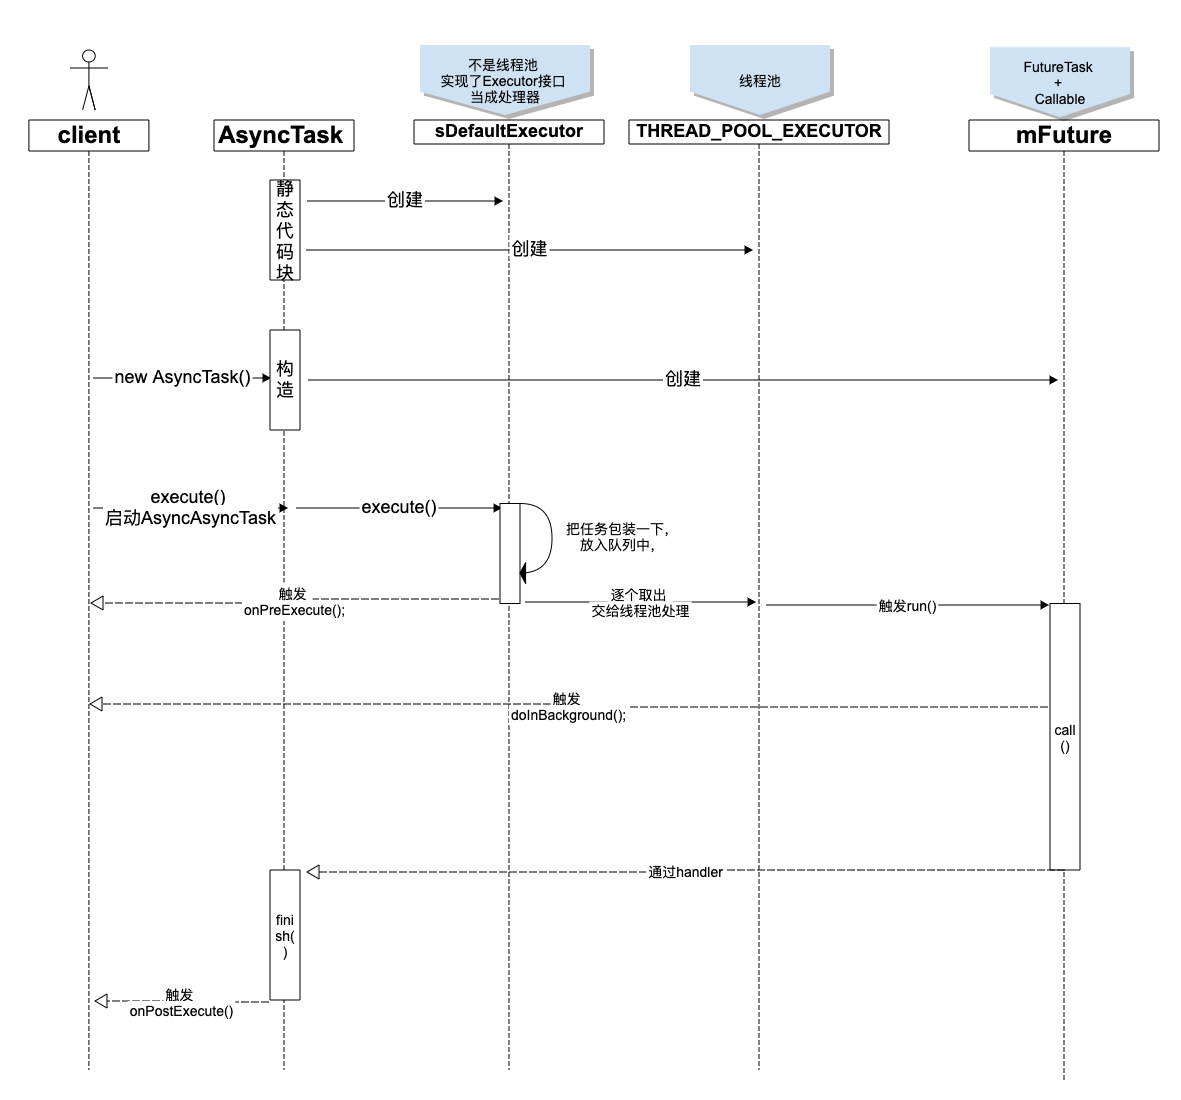 不是线程池
实现了Executor接口
当成处理器
线程池
FutureTask
+
Callable
client
AsyncTask
sDefaultExecutor
THREAD_POOL_EXECUTOR
mFuture
静
态
代
码
块
创建
创建
new AsyncTask()
构
造
创建
execute()
启动AsyncAsyncTask
execute()
把任务包装一下，
放入队列中，
触发
onPreExecute();
逐个取出
交给线程池处理
触发run()
触发
doInBackground();
call
()
通过handler
fini
sh(
)
触发
onPostExecute()